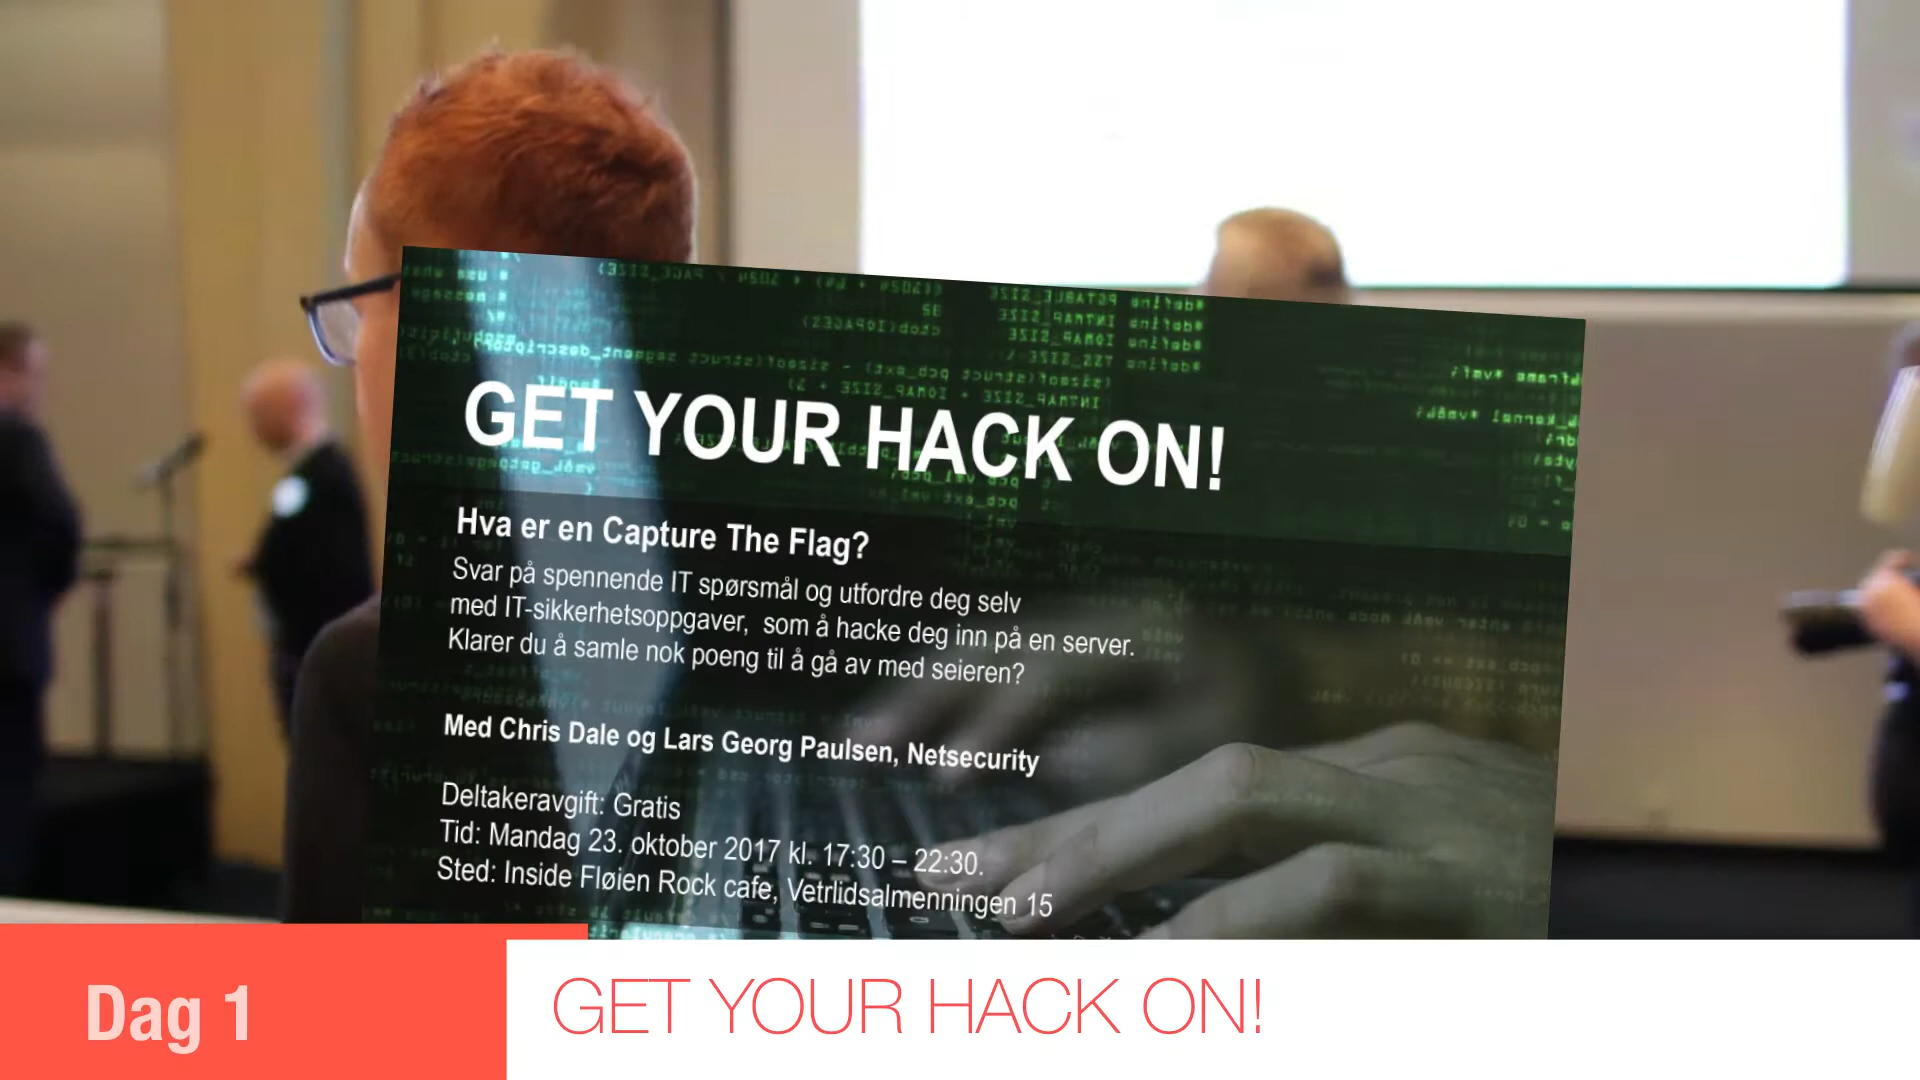 GET YOUR HACK ON!
Hva er en Capture The Flag?
Svar på spennende IT spørsmål og utfordre deg selv
med IT-sikkerhetsoppgaver, som å hacke deg inn på en server.
Klarer du å samle nok poeng til å gå av med seieren?
Med Chris Dale og Lars Georg Paulsen, Netsecurity
Deltakeravgift: Gratis
Tid: Mandag 23. oktober 2017 kl. 17:30 – 22:30.
Sted: Inside Fløien Rock cafe, Vetrlidsalmenningen 15
Dag 1
GET YOUR HACK ON!